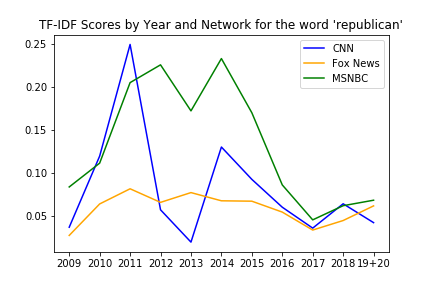 TF-IDF Scores by Year and Network for the word 'republican'
CNN
Fox News
MSNBC
0.25
0.20
0.15
0.10
0.05
2009 2010 2011 2012 2013 2014 2015 2016 2017 2018 19+20